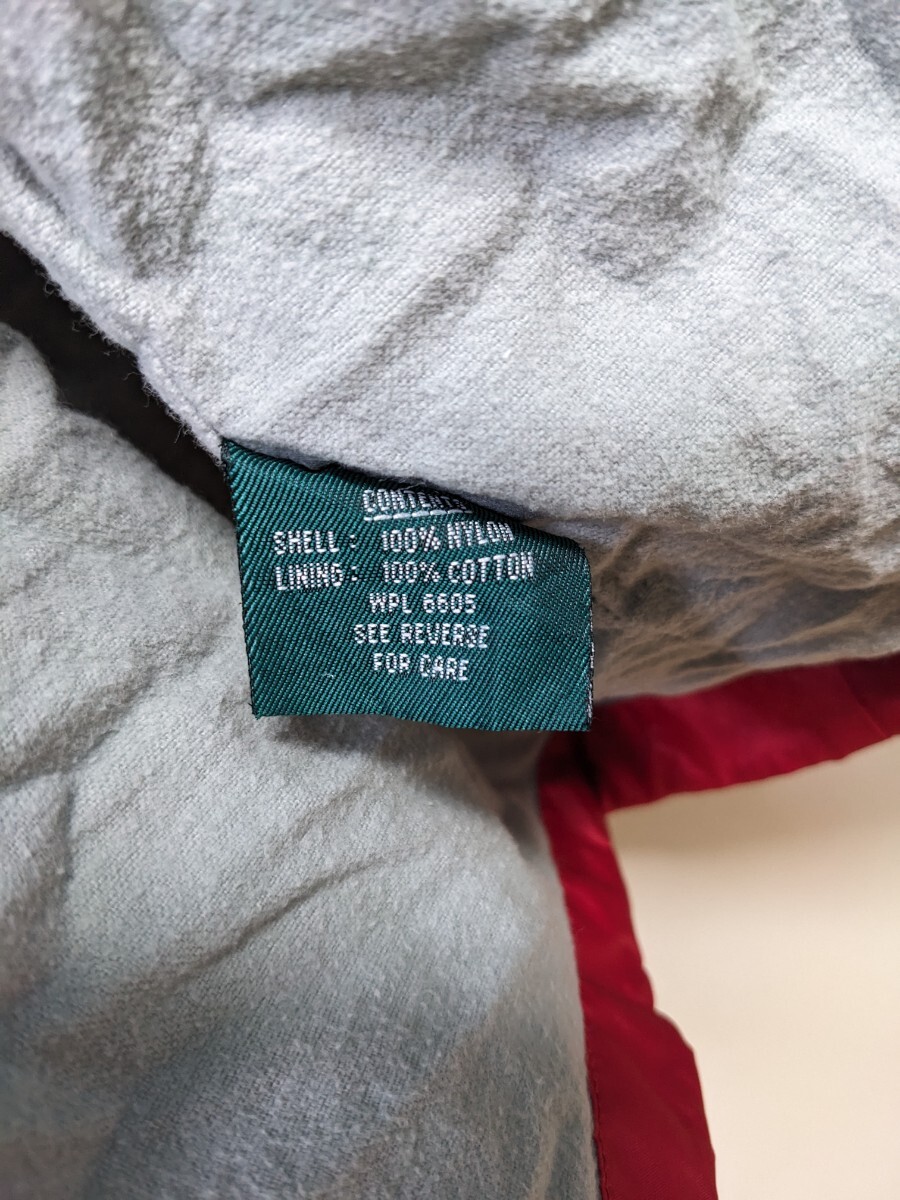 CONTENTS
SHELL: 100% NYLON
LINING: 100% COTTON
WPL 6605
SEE REVERSE
FOR CARE